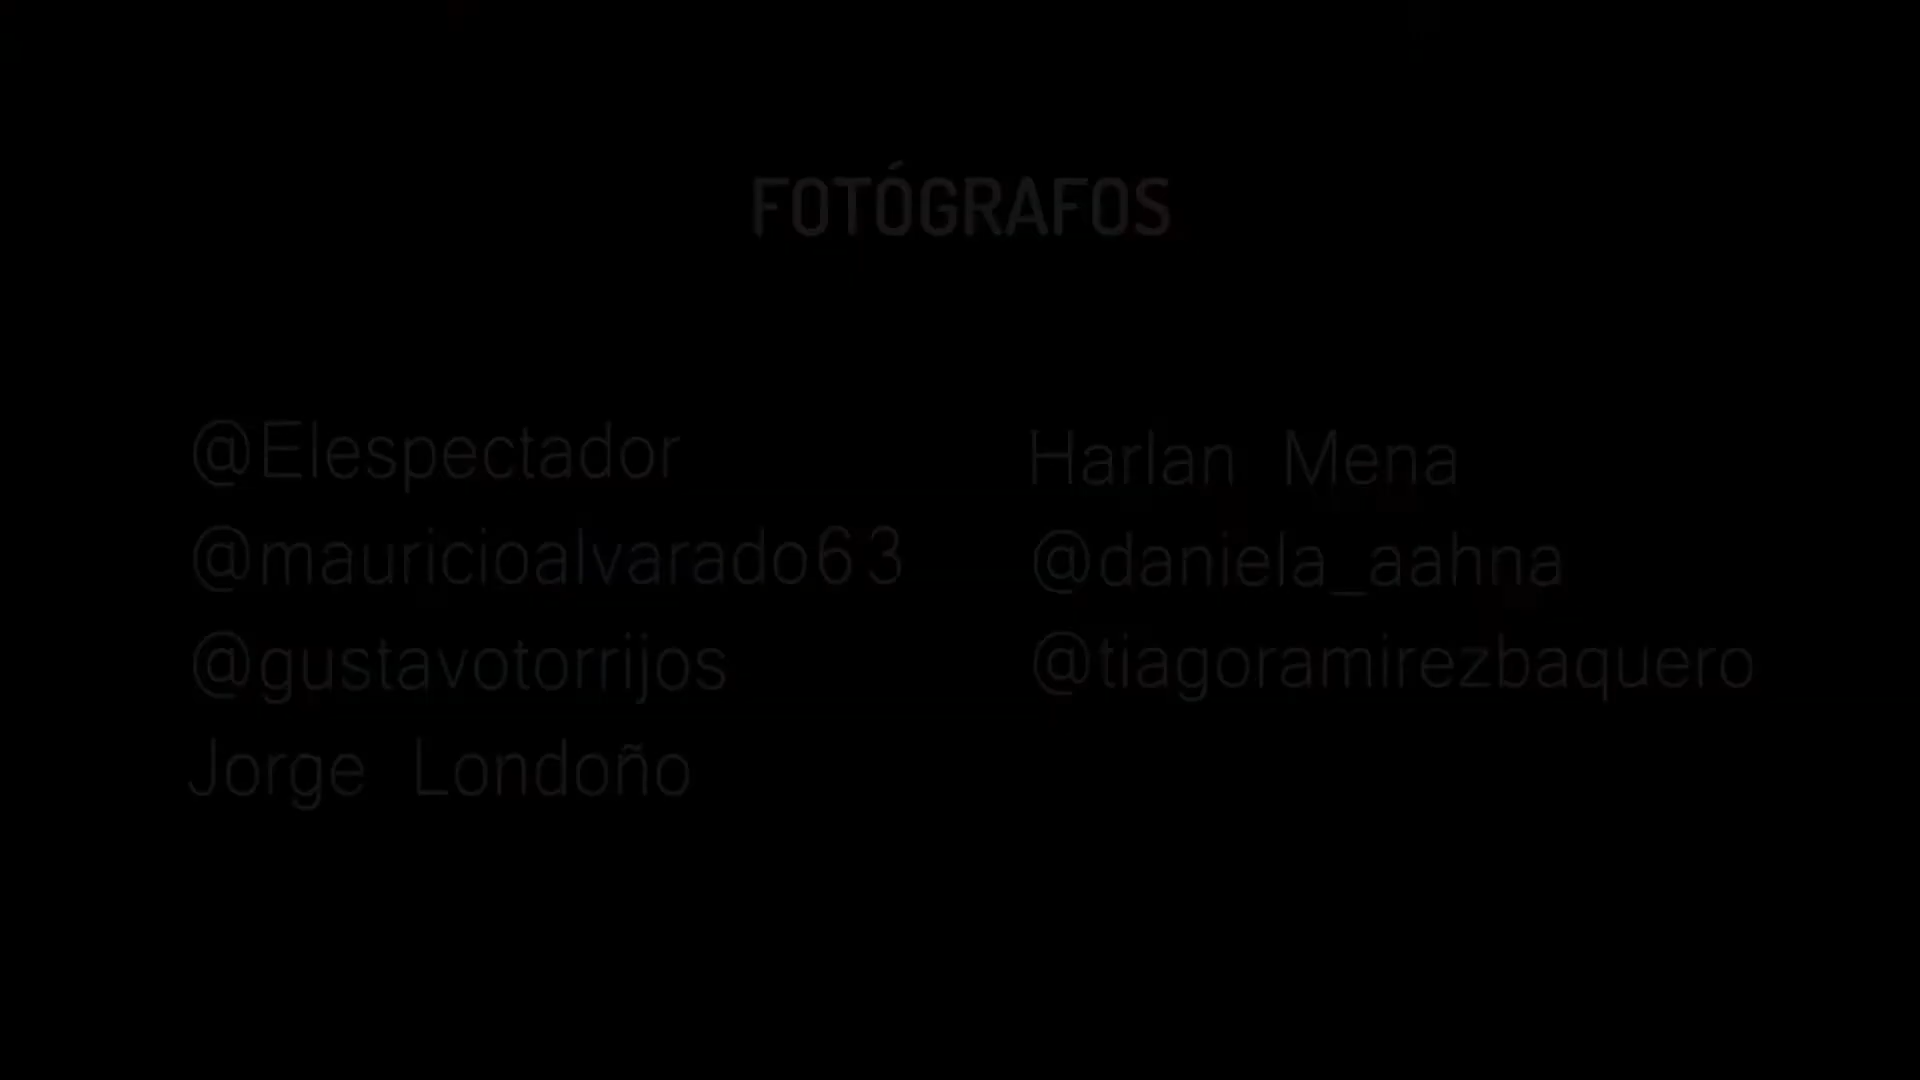 FOTÓGRAFOS
@Elespectador
@mauricioalvarado63
@gustavotorrijos
Jorge Londoño
Harlan Mena
@daniela_aahna
@tiagoramirezbaquero